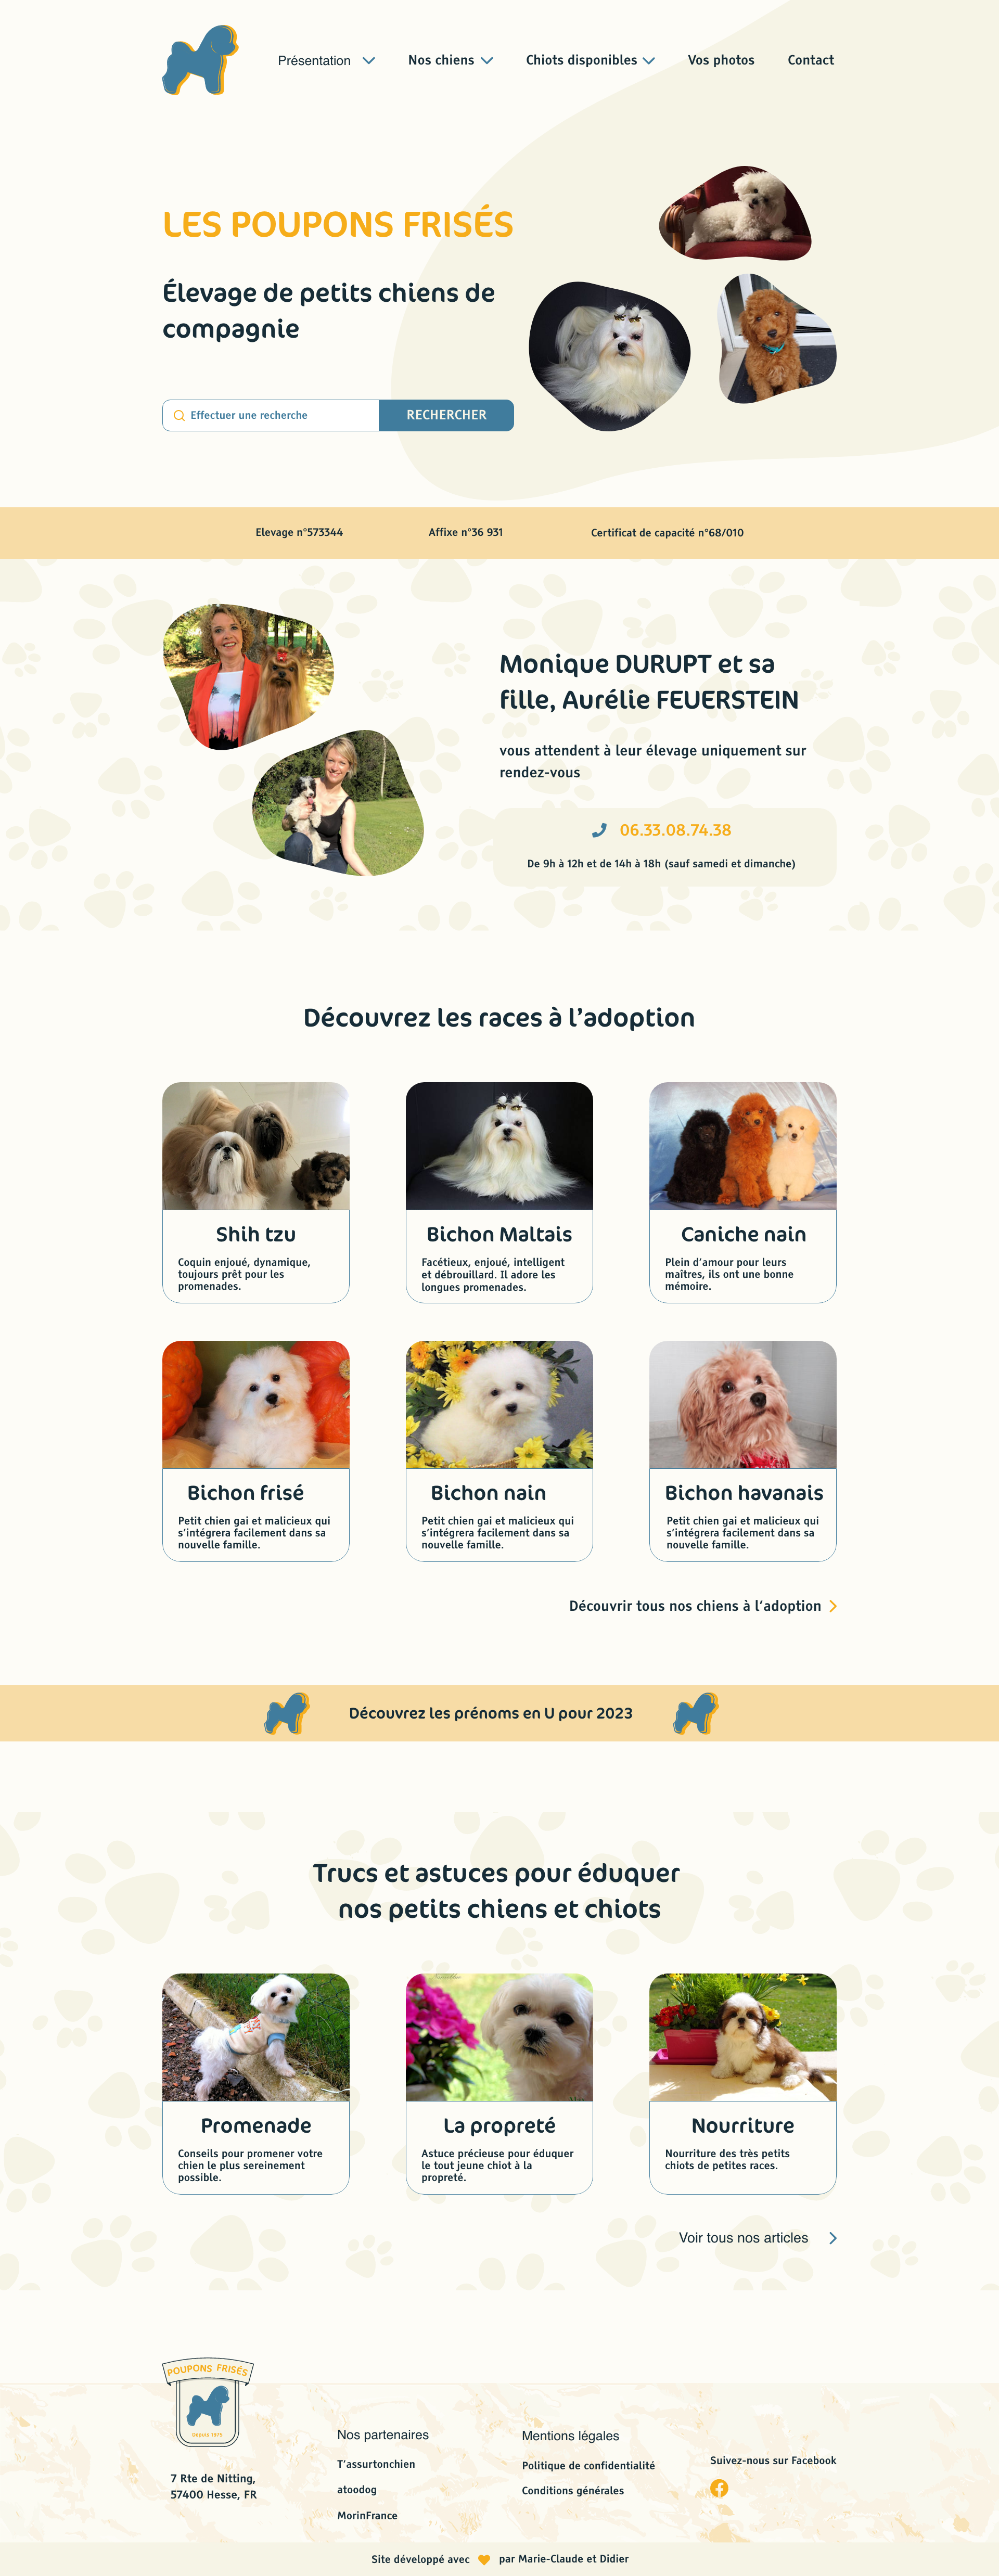 Présentation
Nos chiens
Chiots disponibles
Vos photos
Contact
LES POUPONS FRISÉS
Élevage de petits chiens de
compagnie
Effectuer une recherche
RECHERCHER
Elevage n°573344
Affixe n°36 931
Certificat de capacité n°68/010
Monique DURUPT et sa
fille, Aurélie FEUERSTEIN
vous attendent à leur élevage uniquement sur
rendez-vous
06.33.08.74.38
De 9h à 12h et de 14h à 18h (sauf samedi et dimanche)
Découvrez les races à l’adoption
Shih tzu
Coquin enjoué, dynamique,
toujours prêt pour les
promenades.
Bichon Maltais
Facétieux, enjoué, intelligent
et débrouillard. Il adore les
longues promenades.
Caniche nain
Plein d’amour pour leurs
maitres, ils ont une bonne
mémoire.
Bichon frisé
Petit chien gai et malicieux qui
s’intégrera facilement dans sa
nouvelle famille.
Bichon nain
Petit chien gai et malicieux qui
s’intégrera facilement dans sa
nouvelle famille.
Bichon havanais
Petit chien gai et malicieux qui
s’intégrera facilement dans sa
nouvelle famille.
Découvrir tous nos chiens à l’adoption
Découvrez les prénoms en U pour 2023
Trucs et astuces pour éduquer
nos petits chiens et chiots
Promenade
Conseils pour promener votre
chien le plus sereinement
possible.
La propreté
Astuce précieuse pour éduquer
le tout jeune chiot à la
propreté.
Nourriture
Nourriture des très petits
chiots de petites races.
Voir tous nos articles
POUPONS FRISÉS
Depuis 1975
7 Rte de Nitting,
57400 Hesse, FR
Nos partenaires
T’assurtonchien
atoodog
MorinFrance
Mentions légales
Politique de confidentialité
Conditions générales
Suivez-nous sur Facebook
Site développé avec
par Marie-Claude et Didier